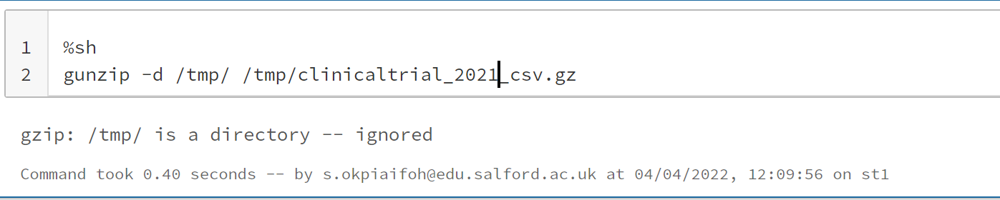 1 %sh
2 gunzip -d /tmp/ /tmp/clinicaltrial_2021_csv.gz
gzip: /tmp/ is a directory -- ignored
Command took 0.40 seconds -- by s.okpiaifoh@edu.salford.ac.uk at 04/04/2022, 12:09:56 on st1